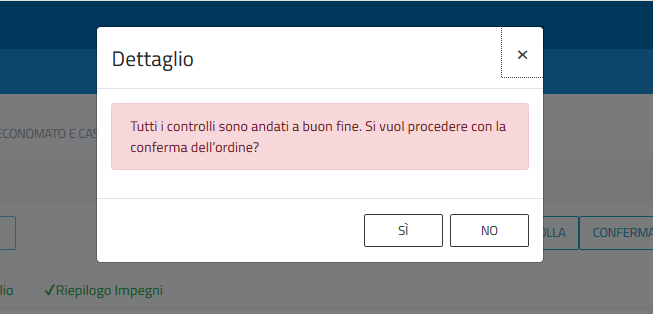 Dettaglio
×
Tutti i controlli sono andati a buon fine. Si vuol procedere con la
conferma dell'ordine?
ECONOMATO E CAS
SÌ
NO
OLLA
CONFERMA
lio
✔Riepilogo Impegni